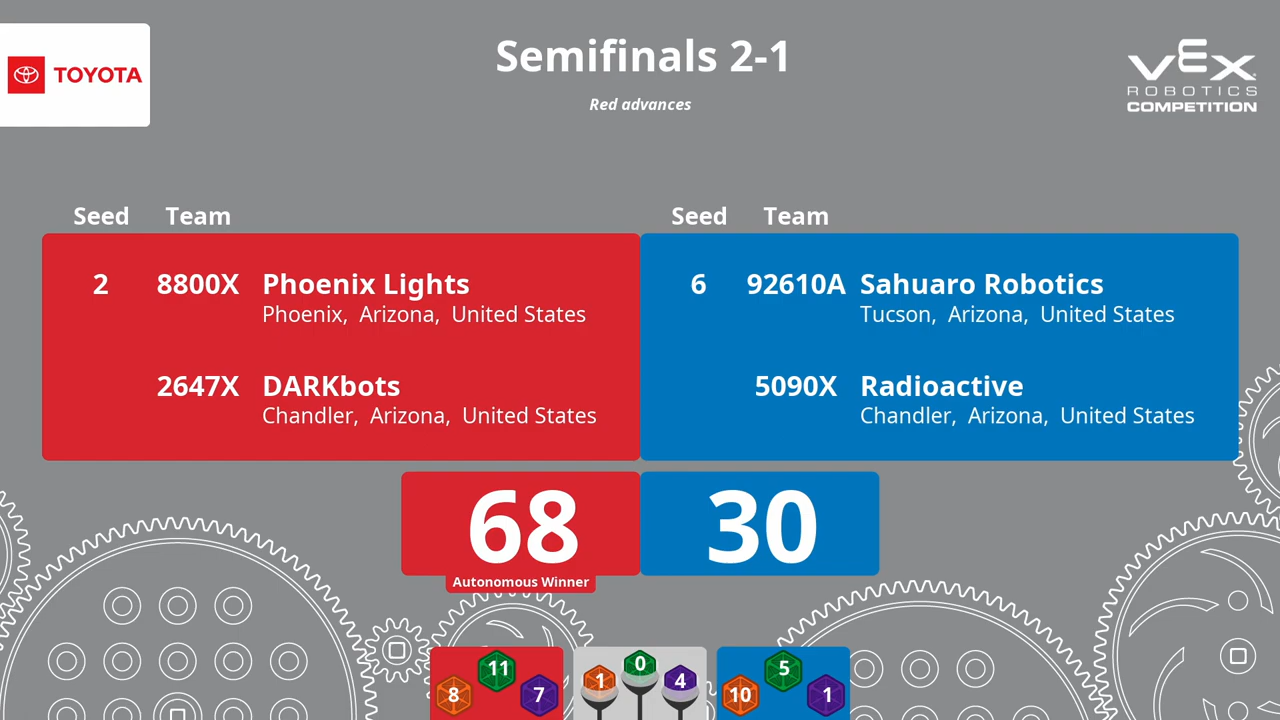 TOYOTA
Semifinals 2-1
Red advances
VEX
ROBOTICS
COMPETITION
Seed Team
Seed Team
2 8800X Phoenix Lights
Phoenix, Arizona, United States
2647X DARKbots
Chandler, Arizona, United States
6 92610A Sahuaro Robotics
Tucson, Arizona, United States
5090X Radioactive
Chandler, Arizona, United States
68
30
Autonomous Winner
8 11 7
1 0 4
10 5 1